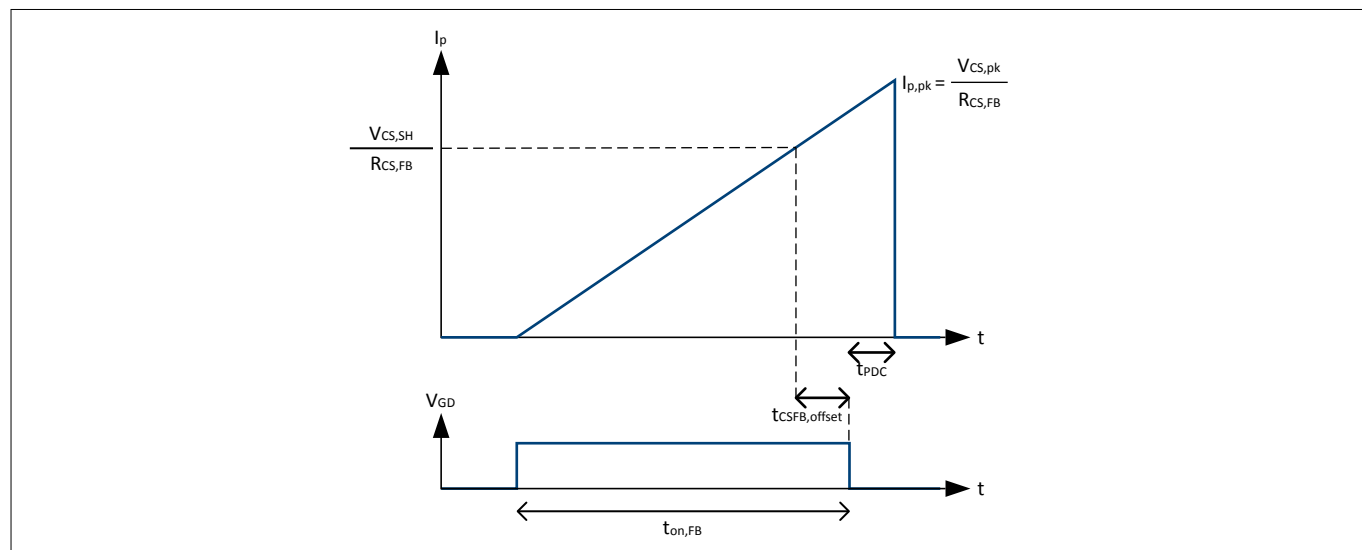 Ip
Ip,pk = VCS,pk
RCS,FB
VCS,SH
RCS,FB
t
tPDC
tCSFB,offset
VGD
t
ton,FB